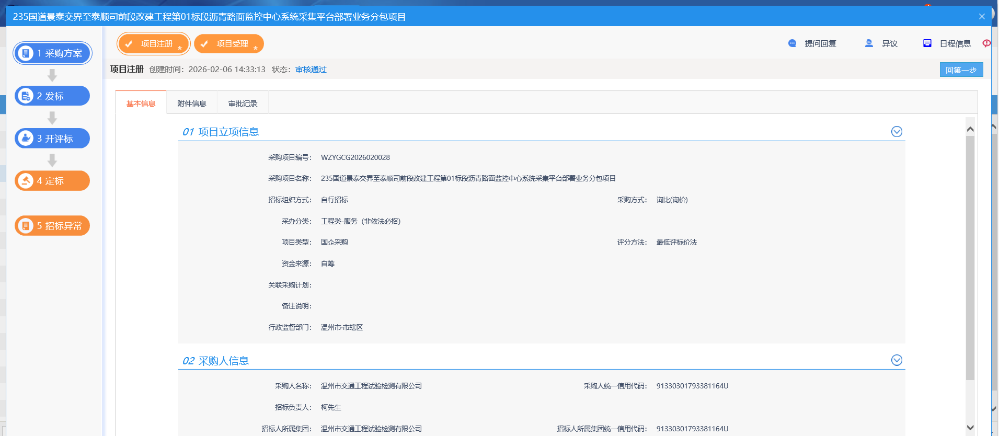 235国道景泰交界至泰顺司前段改建工程第01标段沥青路面监控中心系统采集平台部署业务分包项目
1 采购方案
2 发标
3 开评标
4 定标
5 招标异常
项目注册 *
项目受理 *
提问回复
异议
日程信息
项目注册 创建时间：2026-02-06 14:33:13 状态：审核通过
回第一步
基本信息 附件信息 审批记录
01 项目立项信息
采购项目编号： WZYGCG2026020028
采购项目名称： 235国道景泰交界至泰顺司前段改建工程第01标段沥青路面监控中心系统采集平台部署业务分包项目
招标组织方式： 自行招标 采购方式： 询比(询价)
采办分类： 工程类-服务（非依法必招）
项目类型： 国企采购 评分方法： 最低评标价法
资金来源： 自筹
关联采购计划：
备注说明：
行政监督部门： 温州市·市辖区
02 采购人信息
采购人名称： 温州市交通工程试验检测有限公司 采购人统一信用代码： 91330301793381164U
招标负责人： 柯先生
招标人所属集团： 温州市交通工程试验检测有限公司 招标人所属集团统一信用代码： 91330301793381164U